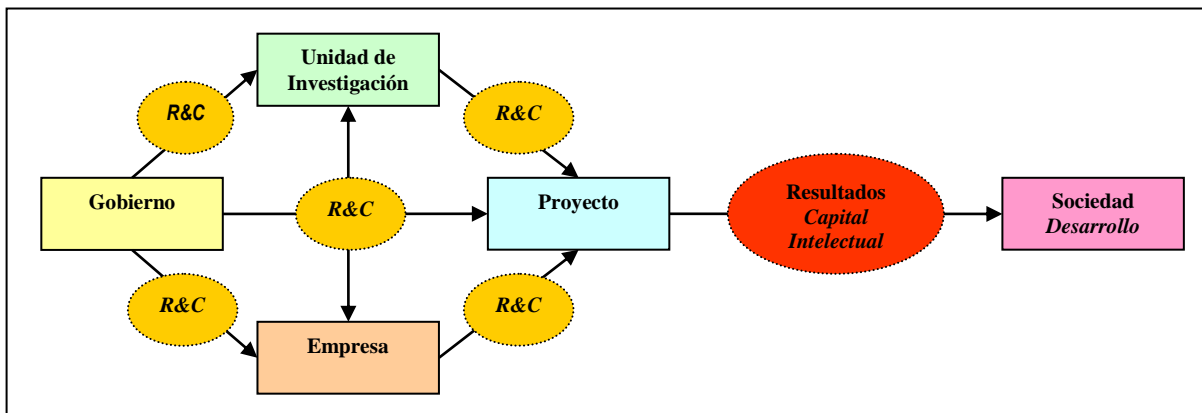 Unidad de
Investigación
R&C
R&C
Gobierno
R&C
Proyecto
Resultados
Capital
Intelectual
Sociedad
Desarrollo
R&C
R&C
Empresa